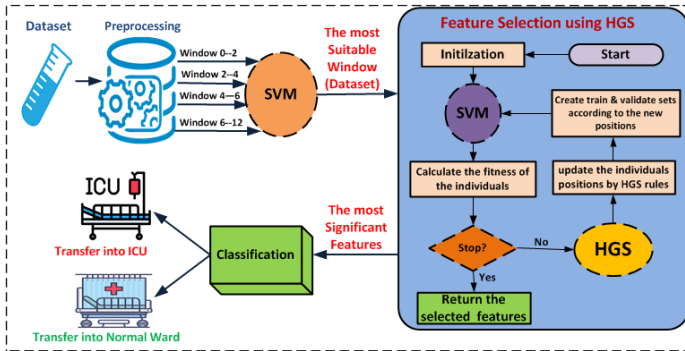 Dataset
Preprocessing
Window 0--2
Window 2--4
Window 4—6
Window 6--12
SVM
The most
Suitable
Window
(Dataset)
Feature Selection using HGS
Initilzation
Start
SVM
Create train & validate sets
according to the new
positions
Calculate the fitness of
the individuals
update the individuals
positions by HGS rules
Stop?
No
HGS
Yes
Return the
selected features
The most
Significant
Features
Classification
ICU
Transfer into ICU
Transfer into Normal Ward